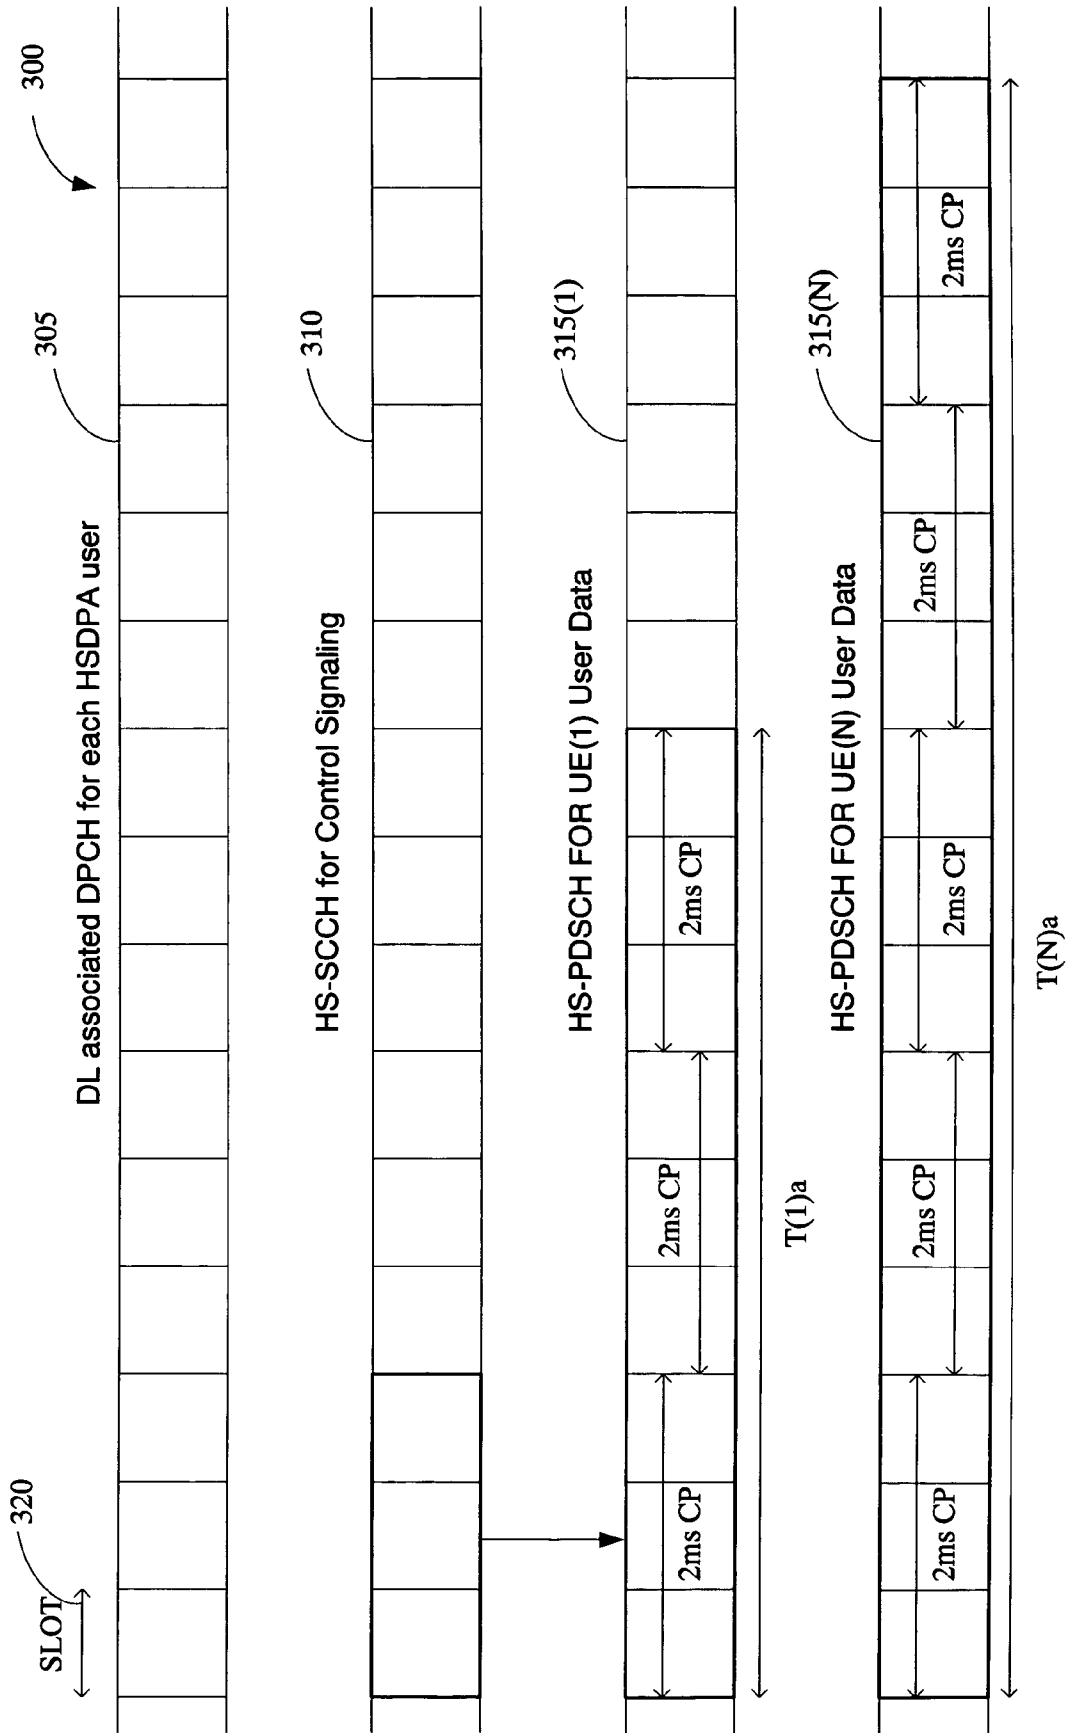 300
SLOT
320
305
DL associated DPCH for each HSDPA user
310
HS-SCCH for Control Signaling
315(1)
HS-PDSCH FOR UE(1) User Data
2ms CP
2ms CP
2ms CP
T(1)a
315(N)
HS-PDSCH FOR UE(N) User Data
2ms CP
2ms CP
2ms CP
2ms CP
2ms CP
T(N)a